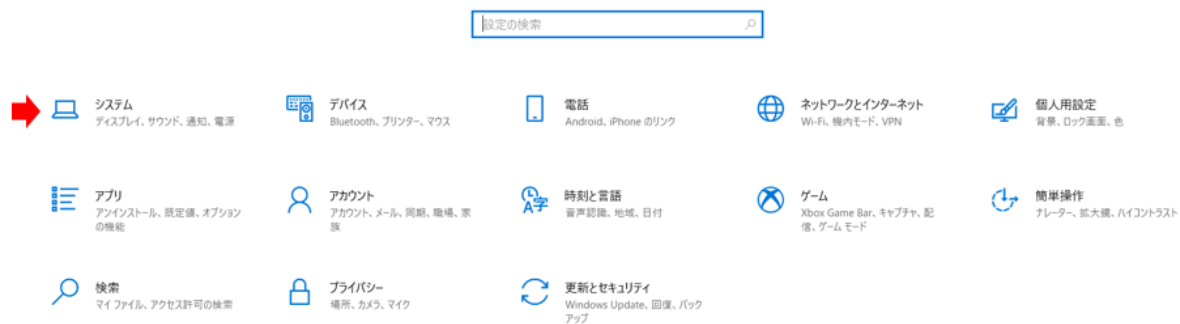 設定の検索
システム
ディスプレイ、サウンド、通知、電源
デバイス
Bluetooth、プリンター、マウス
電話
Android、iPhone のリンク
ネットワークとインターネット
Wi-Fi、機内モード、VPN
個人用設定
背景、ロック画面、色
アプリ
アンインストール、既定値、オプション
の機能
アカウント
アカウント、メール、同期、職場、家
族
時刻と言語
音声認識、地域、日付
ゲーム
Xbox Game Bar、キャプチャ、配
信、ゲーム モード
簡単操作
ナレーター、拡大鏡、ハイコントラスト
検索
マイ ファイル、アクセス許可の検索
プライバシー
場所、カメラ、マイク
更新とセキュリティ
Windows Update、回復、バック
アップ